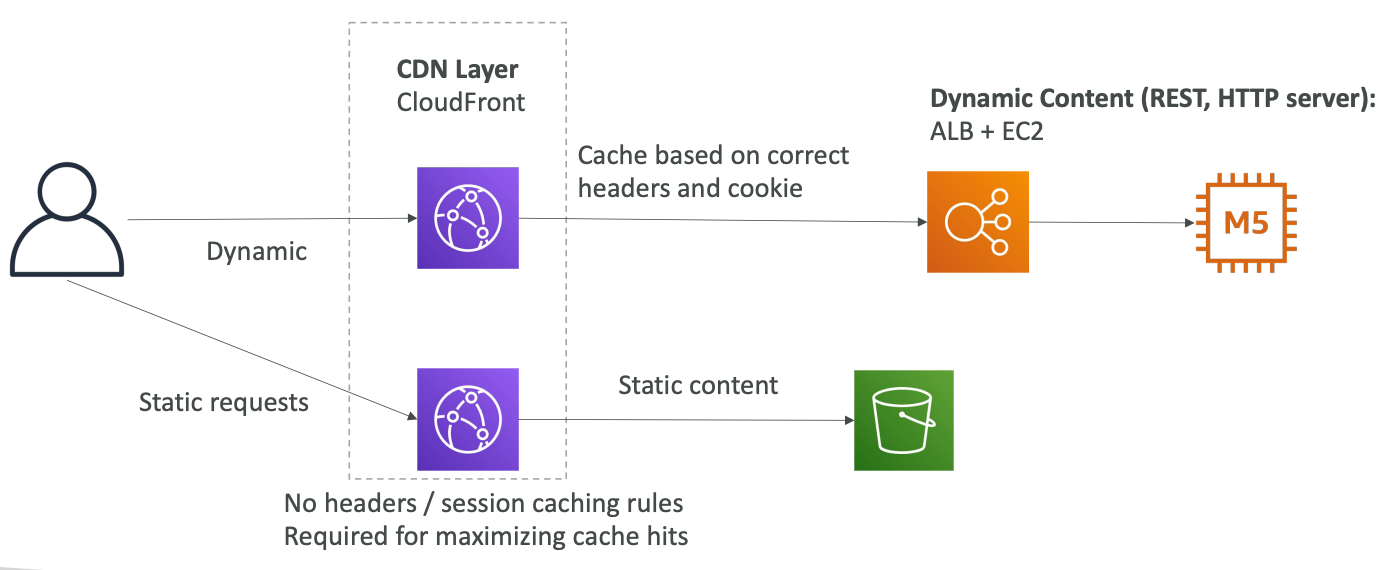 CDN Layer
CloudFront
Dynamic Content (REST, HTTP server):
ALB + EC2
Cache based on correct
headers and cookie
M5
Dynamic
Static content
Static requests
No headers / session caching rules
Required for maximizing cache hits